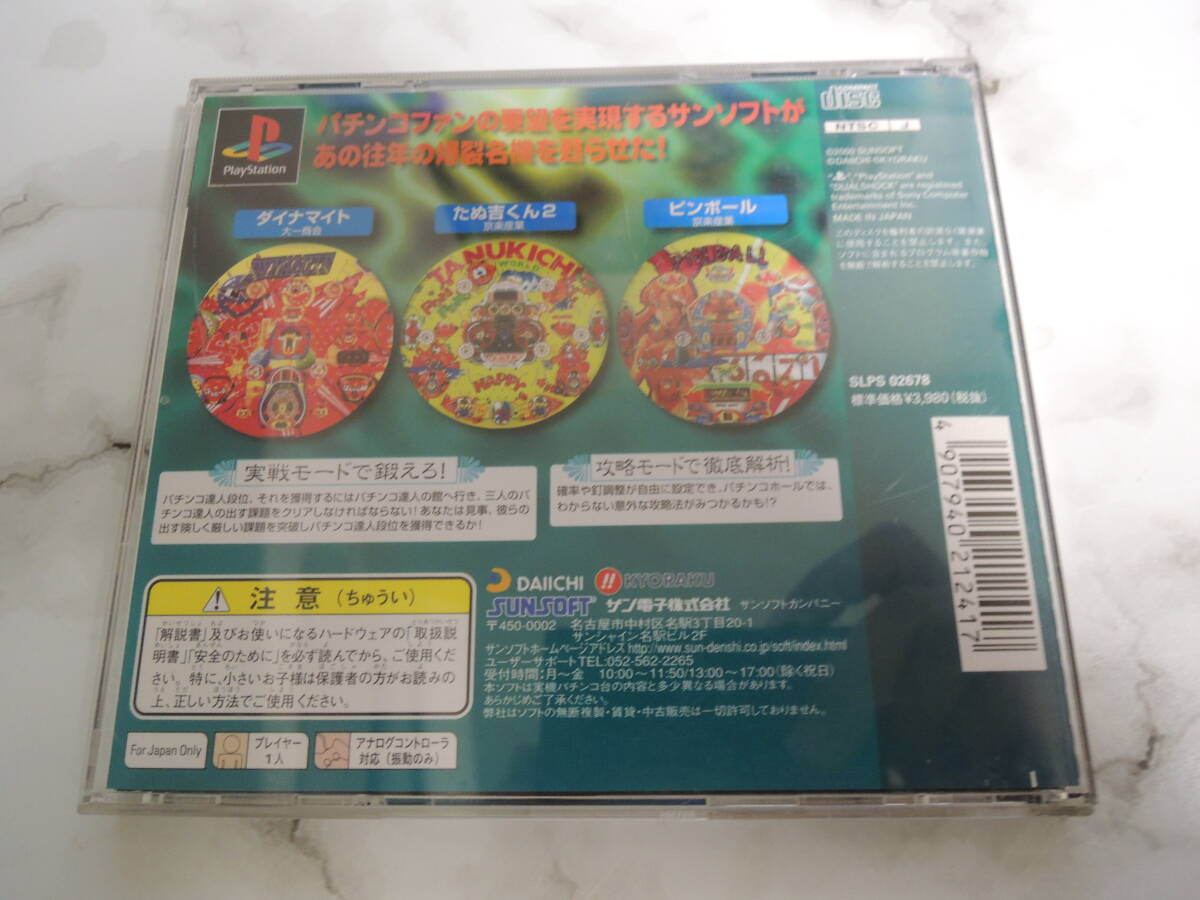 PlayStation
パチンコファンの要望を実現するサンソフトが
あの往年の爆裂名機を甦らせた!
COMPACT
disc
NTSC J
©2000 SUNSOFT
©DAIICHI ©KYORAKU
"PlayStation" and
"DUALSHOCK" are registered
trademarks of Sony Computer
Entertainment Inc.
MADE IN JAPAN
ダイナマイト
大一商会
たぬ吉くん2
京楽産業
ピンボール
京楽産業
TANUKICHI
WORLD
HAPPY
SLPS 02678
標準価格¥3,980(税抜)
4 907940 212417
実戦モードで鍛えろ!
パチンコ達人段位、それを獲得するにはパチンコ達人の館へ行き、三人のパ
チンコ達人の出す課題をクリアしなければならない!あなたは見事、彼らの
出す険しく厳しい課題を突破しパチンコ達人段位を獲得できるか!
攻略モードで徹底解析!
確率や釘調整が自由に設定でき、パチンコホールでは、
わからない意外な攻略法がみつかるかも!?
注意(ちゅうい)
「解説書」及びお使いになるハードウェアの「取扱説
明書」「安全のために」を必ず読んでから、ご使用くだ
さい。特に、小さいお子様は保護者の方がお読みの
上、正しい方法でご使用ください。
For Japan Only
プレイヤー
1人
アナログコントローラ
対応(振動のみ)
DAIICHI
KYORAKU
SUNSOFT サン電子株式会社 サンソフトカンパニー
〒450-0002 名古屋市中村区名駅3丁目20-1
サンシャイン名駅ビル2F
サンソフトホームページアドレス http://www.sun-denshi.co.jp/soft/index.html
ユーザーサポートTEL:052-562-2265
受付時間:月~金 10:00~11:50/13:00~17:00(除く祝日)
本ソフトは実機パチンコ台の内容と多少異なる場合があります。
あらかじめご了承ください。
弊社はソフトの無断複製・賃貸・中古販売は一切許可しておりません。